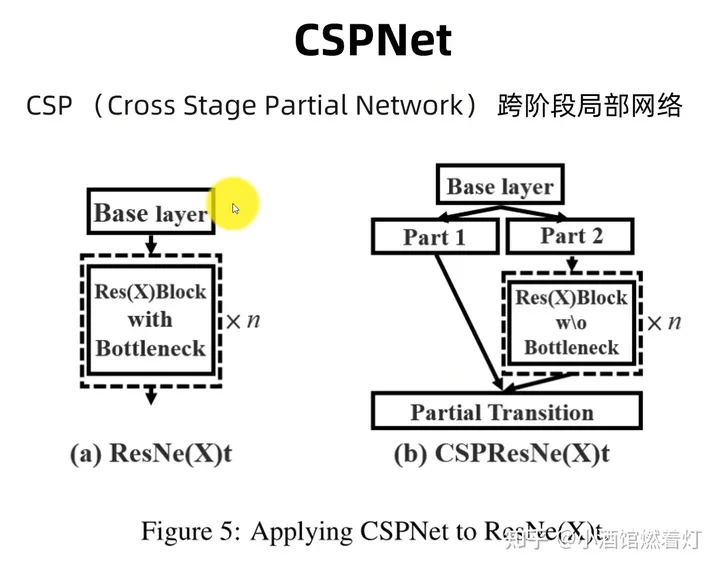 CSPNet
CSP （Cross Stage Partial Network） 跨阶段局部网络
Base layer
Res(X)Block
with
Bottleneck
× n
(a) ResNe(X)t
Base layer
Part 1
Part 2
Res(X)Block
w\o
Bottleneck
× n
Partial Transition
(b) CSPResNe(X)t
Figure 5: Applying CSPNet to ResNe(X)t.
知乎 @小酒馆燃着灯